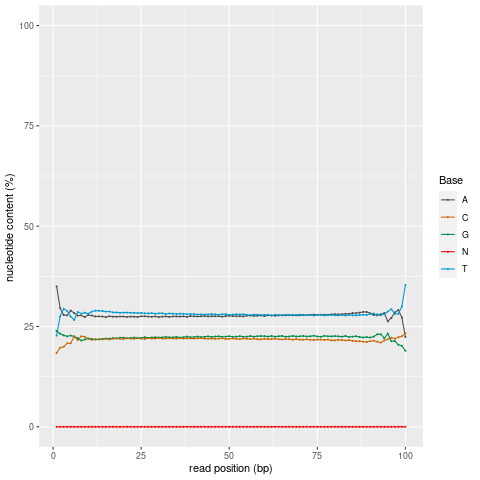 100
75
50
25
0
nucleotide content (%)
0
25
50
75
100
read position (bp)
Base
A
C
G
N
T